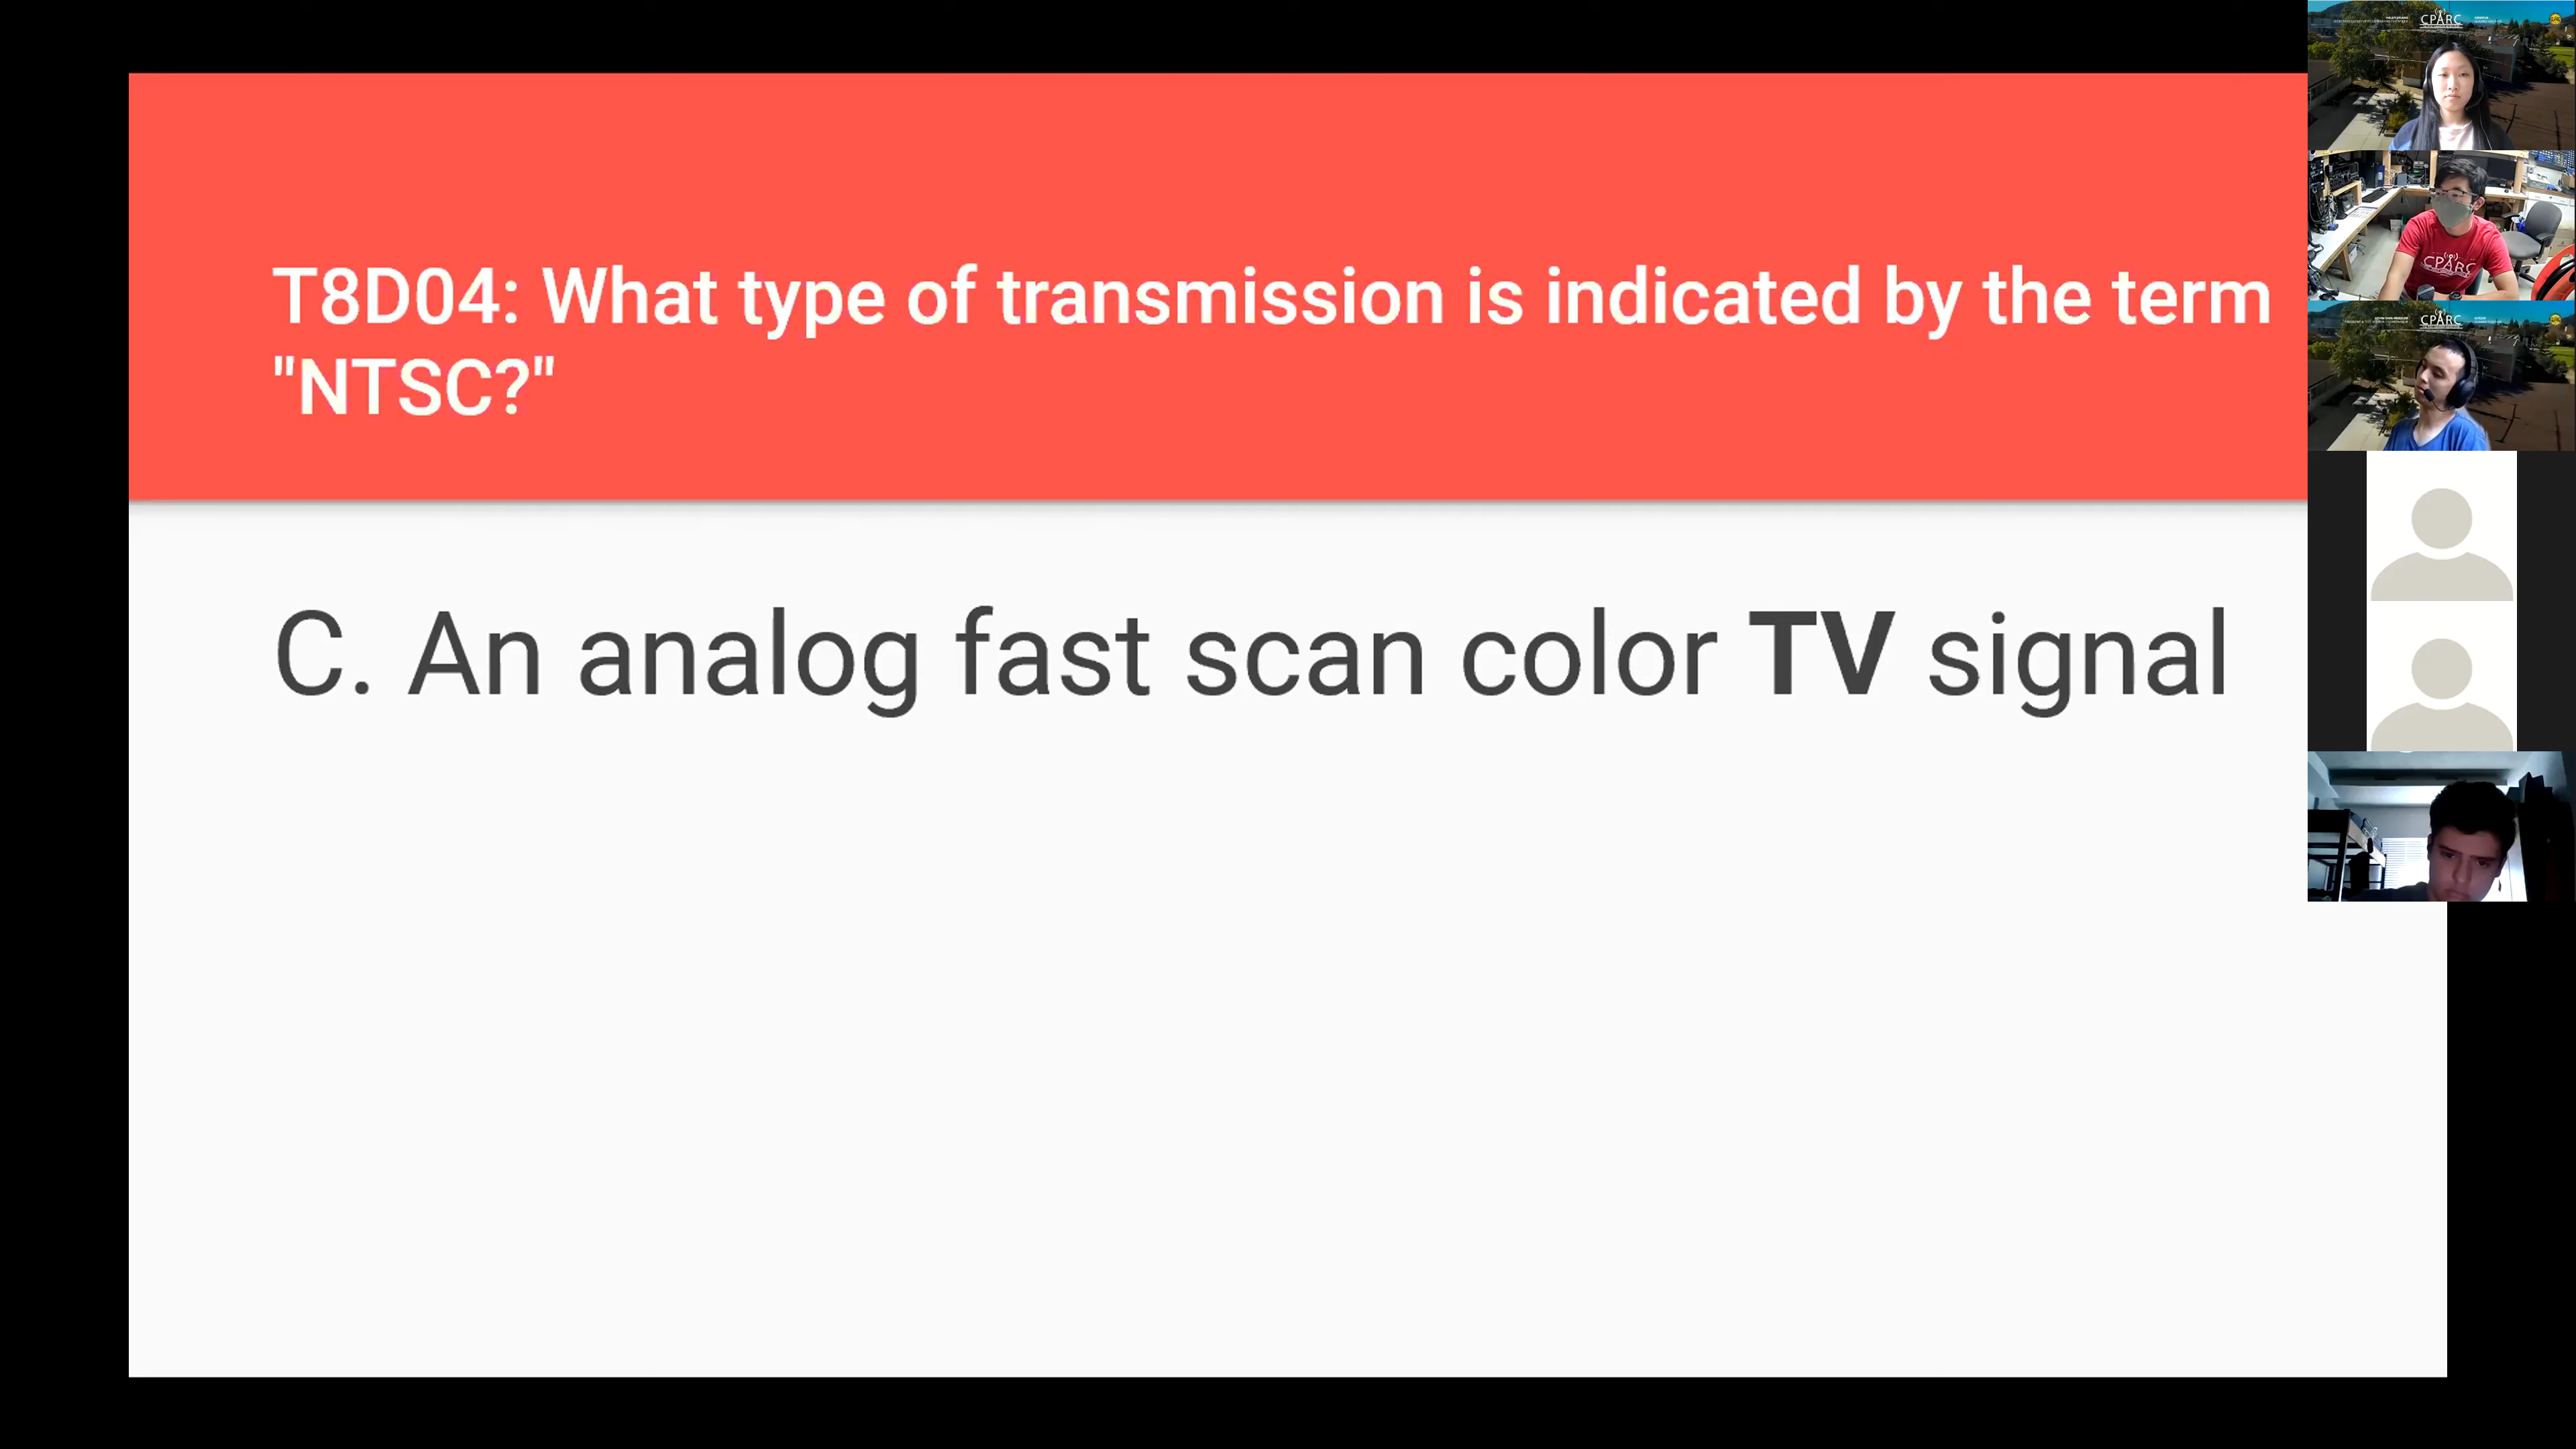 T8D04: What type of transmission is indicated by the term
"NTSC?"
C. An analog fast scan color TV signal
CPARC
CPARC
CPARC